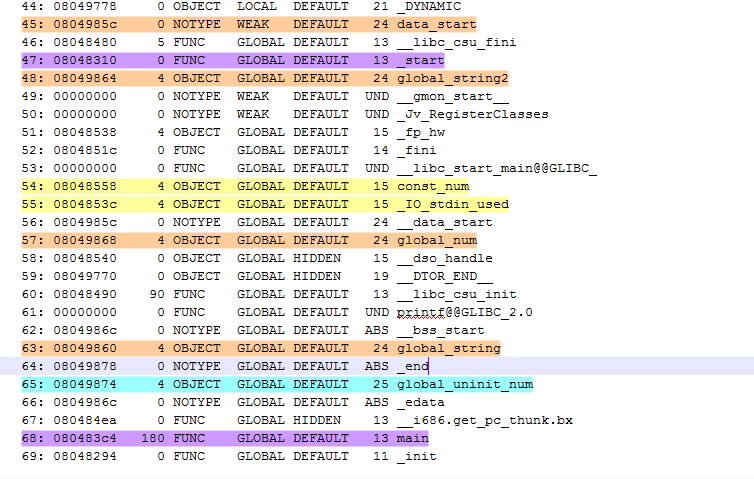 44: 08049778 0 OBJECT LOCAL DEFAULT 21 _DYNAMIC
45: 0804985c 0 NOTYPE WEAK DEFAULT 24 data_start
46: 08048480 5 FUNC GLOBAL DEFAULT 13 __libc_csu_fini
47: 08048310 0 FUNC GLOBAL DEFAULT 13 _start
48: 08049864 4 OBJECT GLOBAL DEFAULT 24 global_string2
49: 00000000 0 NOTYPE WEAK DEFAULT UND __gmon_start__
50: 00000000 0 NOTYPE WEAK DEFAULT UND _Jv_RegisterClasses
51: 08048538 4 OBJECT GLOBAL DEFAULT 15 _fp_hw
52: 0804851c 0 FUNC GLOBAL DEFAULT 14 _fini
53: 00000000 0 FUNC GLOBAL DEFAULT UND __libc_start_main@@GLIBC_
54: 08048558 4 OBJECT GLOBAL DEFAULT 15 const_num
55: 0804853c 4 OBJECT GLOBAL DEFAULT 15 _IO_stdin_used
56: 0804985c 0 NOTYPE GLOBAL DEFAULT 24 __data_start
57: 08049868 4 OBJECT GLOBAL DEFAULT 24 global_num
58: 08048540 0 OBJECT GLOBAL HIDDEN 15 __dso_handle
59: 08049770 0 OBJECT GLOBAL HIDDEN 19 __DTOR_END__
60: 08048490 90 FUNC GLOBAL DEFAULT 13 __libc_csu_init
61: 00000000 0 FUNC GLOBAL DEFAULT UND printf@@GLIBC_2.0
62: 0804986c 0 NOTYPE GLOBAL DEFAULT ABS __bss_start
63: 08049860 4 OBJECT GLOBAL DEFAULT 24 global_string
64: 08049878 0 NOTYPE GLOBAL DEFAULT ABS _end
65: 08049874 4 OBJECT GLOBAL DEFAULT 25 global_uninit_num
66: 0804986c 0 NOTYPE GLOBAL DEFAULT ABS _edata
67: 080484ea 0 FUNC GLOBAL HIDDEN 13 __i686.get_pc_thunk.bx
68: 080483c4 180 FUNC GLOBAL DEFAULT 13 main
69: 08048294 0 FUNC GLOBAL DEFAULT 11 _init